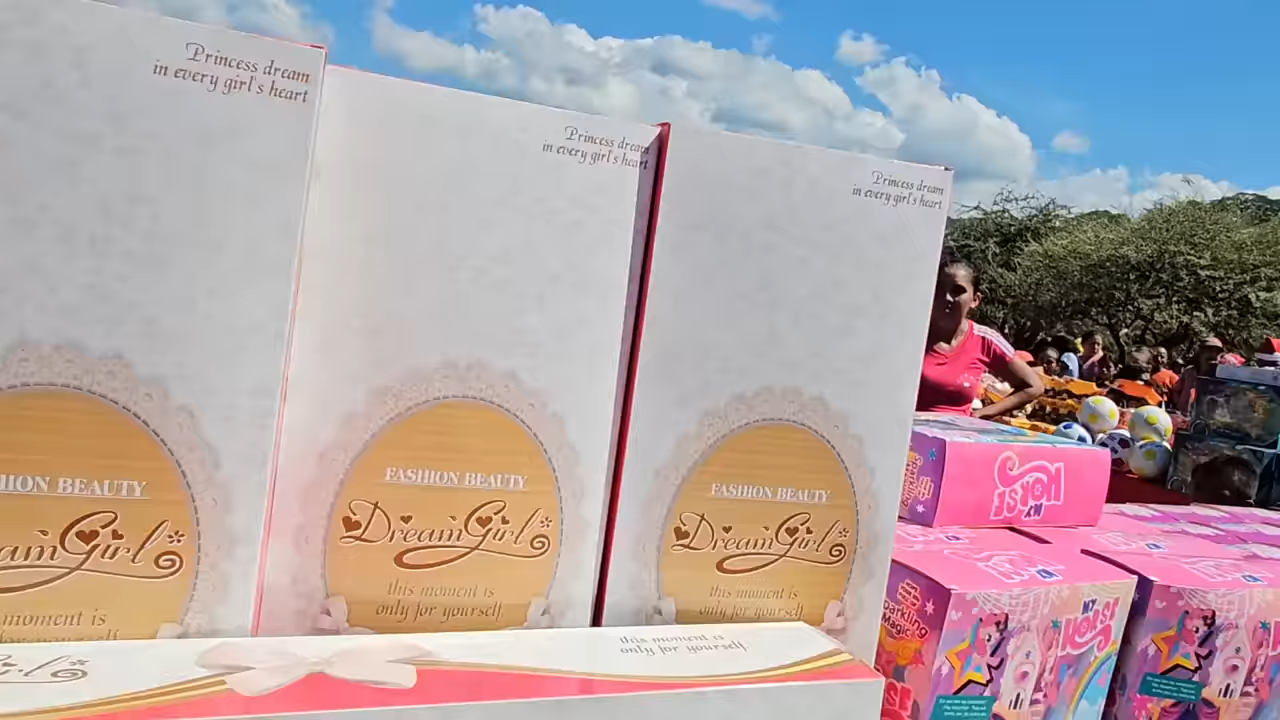 Princess dream
in every girl's heart
Princess dream
in every girl's heart
Princess dream
in every girl's heart
HION BEAUTY
amGirl
moment is
FASHION BEAUTY
DreamGirl
this moment is
only for yourself
FASHION BEAUTY
DreamGirl
this moment is
only for yourself
this moment is
only for yourself
Girl
MY
HORSE
Sparkling
Magic
MY
HORSE